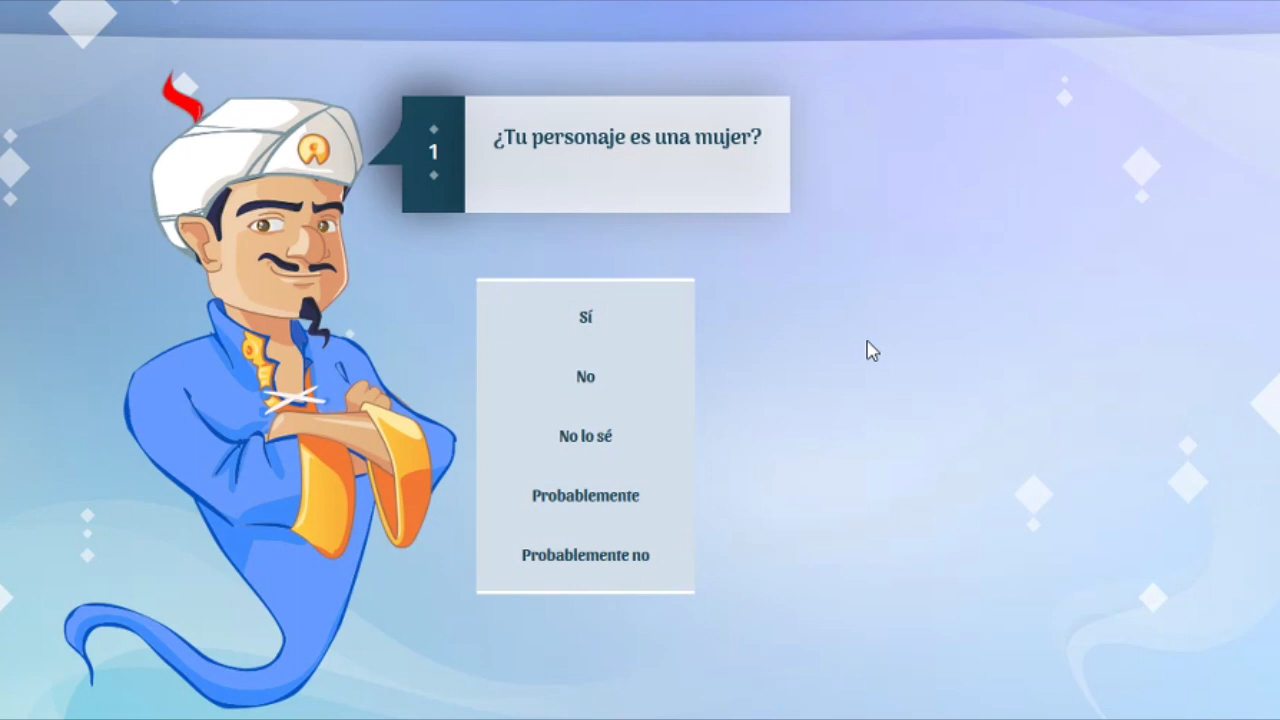 1
¿Tu personaje es una mujer?
Sí
No
No lo sé
Probablemente
Probablemente no